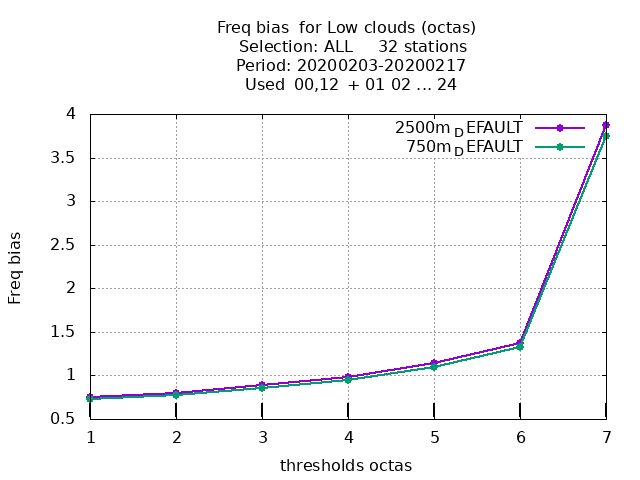 Freq bias  for Low clouds (octas)
Selection: ALL     32 stations
Period: 20200203-20200217
Used  00,12  + 01 02 ... 24
2500m_DEFAULT
750m_DEFAULT
Freq bias
4
3.5
3
2.5
2
1.5
1
0.5
1 2 3 4 5 6 7
thresholds octas